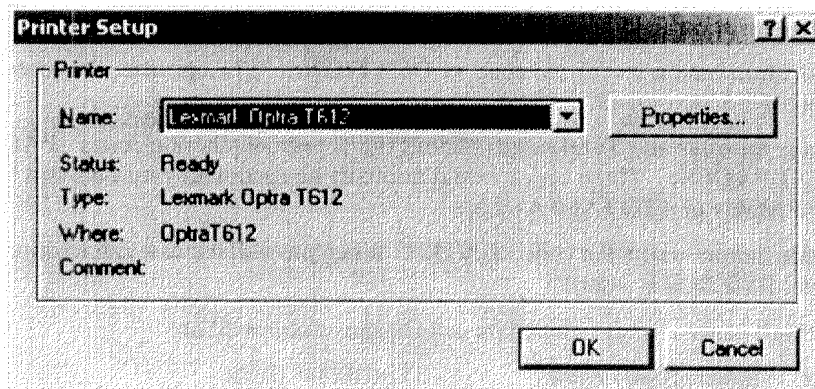 Printer Setup ? ×
Printer
Name: Lexmark Optra T612 Properties...
Status: Ready
Type: Lexmark Optra T612
Where: OptraT612
Comment:
OK Cancel